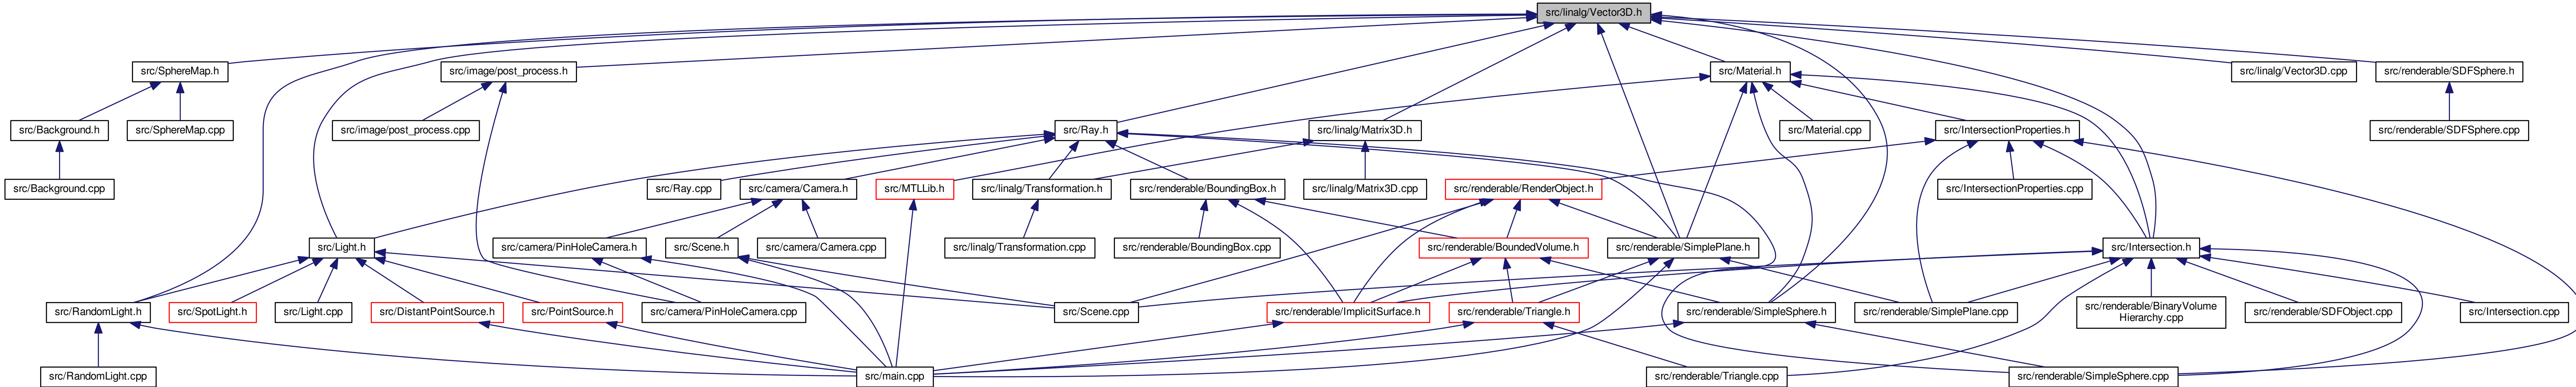 src/linalg/Vector3D.h
src/SphereMap.h
src/image/post_process.h
src/Material.h
src/linalg/Vector3D.cpp
src/renderable/SDFSphere.h
src/Background.h
src/SphereMap.cpp
src/image/post_process.cpp
src/Ray.h
src/linalg/Matrix3D.h
src/Material.cpp
src/IntersectionProperties.h
src/renderable/SDFSphere.cpp
src/Background.cpp
src/Ray.cpp
src/camera/Camera.h
src/MTLLib.h
src/linalg/Transformation.h
src/renderable/BoundingBox.h
src/linalg/Matrix3D.cpp
src/renderable/RenderObject.h
src/IntersectionProperties.cpp
src/Light.h
src/camera/PinHoleCamera.h
src/Scene.h
src/camera/Camera.cpp
src/linalg/Transformation.cpp
src/renderable/BoundingBox.cpp
src/renderable/BoundedVolume.h
src/renderable/SimplePlane.h
src/Intersection.h
src/RandomLight.h
src/SpotLight.h
src/Light.cpp
src/DistantPointSource.h
src/PointSource.h
src/camera/PinHoleCamera.cpp
src/Scene.cpp
src/renderable/ImplicitSurface.h
src/renderable/Triangle.h
src/renderable/SimpleSphere.h
src/renderable/SimplePlane.cpp
src/renderable/BinaryVolume
Hierarchy.cpp
src/renderable/SDFObject.cpp
src/Intersection.cpp
src/RandomLight.cpp
src/main.cpp
src/renderable/Triangle.cpp
src/renderable/SimpleSphere.cpp